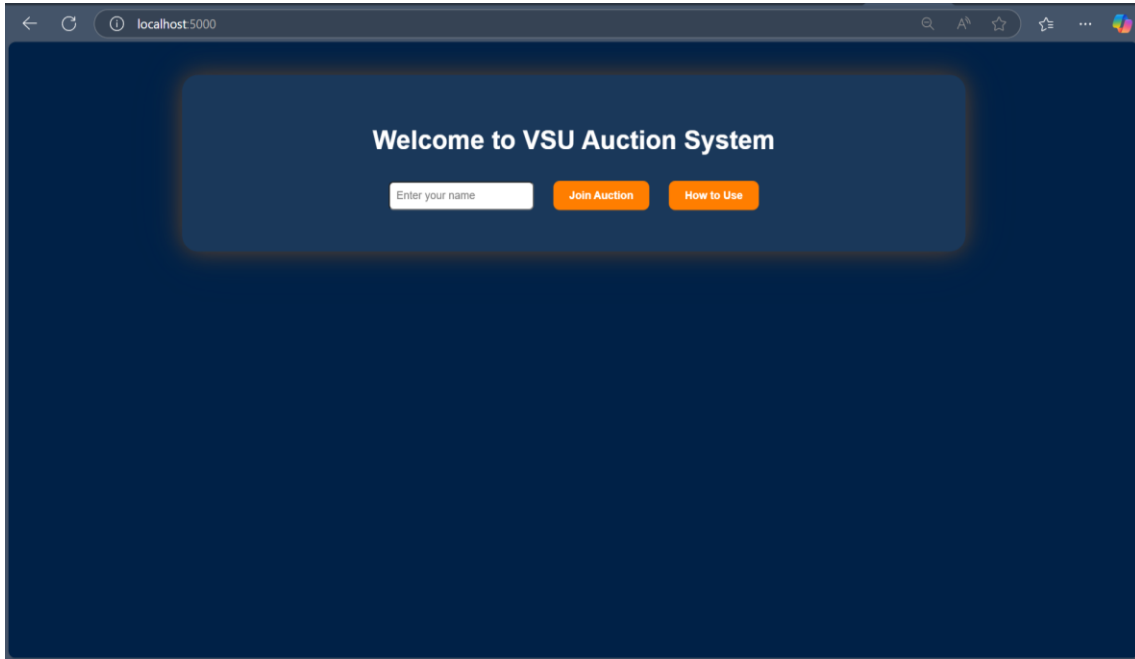 localhost:5000
Welcome to VSU Auction System
Enter your name Join Auction How to Use